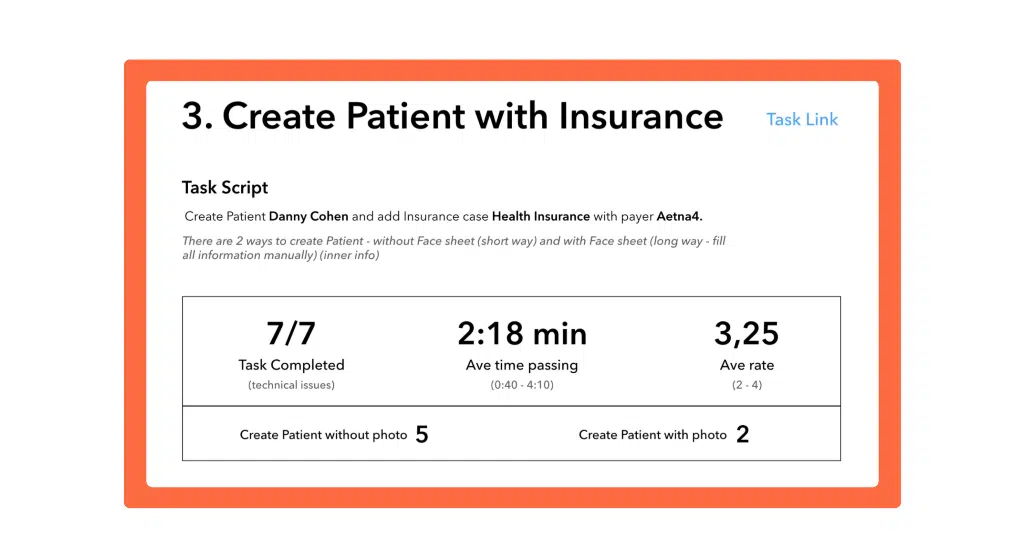 3. Create Patient with Insurance
Task Link
Task Script
Create Patient Danny Cohen and add Insurance case Health Insurance with payer Aetna4.
There are 2 ways to create Patient - without Face sheet (short way) and with Face sheet (long way - fill
all information manually) (inner info)
7/7
Task Completed
(technical issues)
2:18 min
Ave time passing
(0:40 - 4:10)
3,25
Ave rate
(2 - 4)
Create Patient without photo 5
Create Patient with photo 2